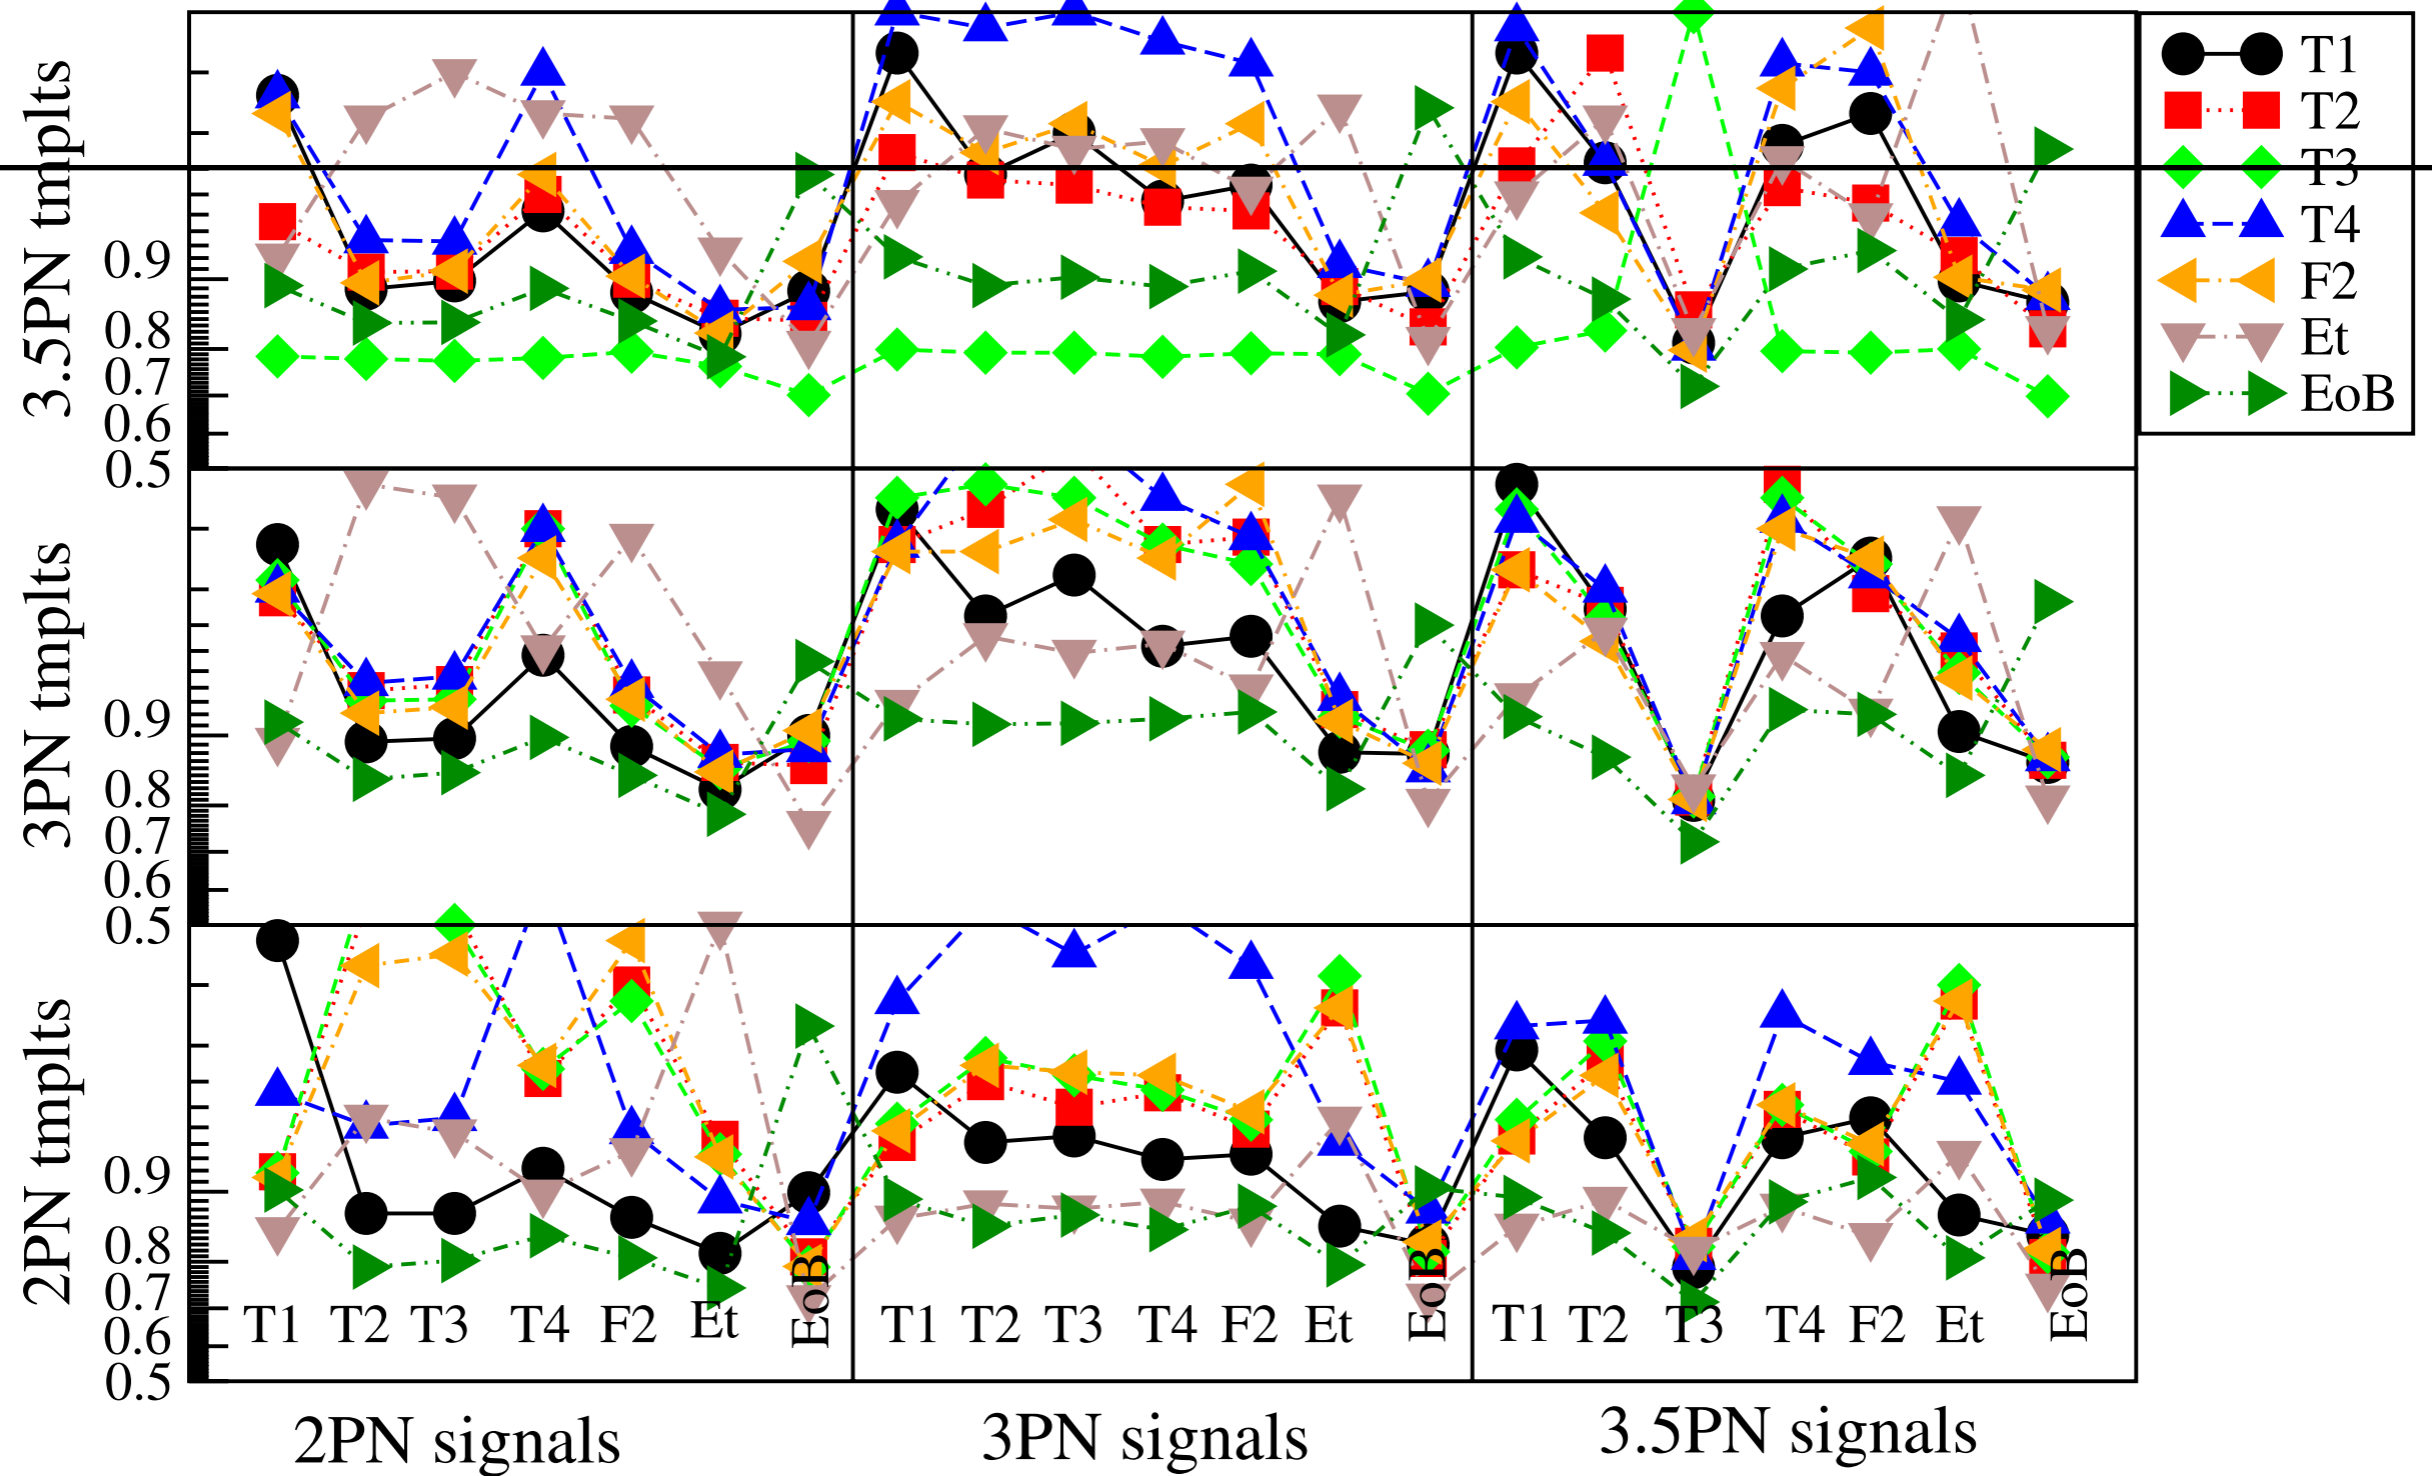 3.5PN tmplts
0.9
0.8
0.7
0.6
0.5
T1
T2
T3
T4
F2
Et
EoB
3PN tmplts
0.9
0.8
0.7
0.6
0.5
2PN tmplts
0.9
0.8
0.7
0.6
0.5
T1 T2 T3 T4 F2 Et EoB T1 T2 T3 T4 F2 Et EoB T1 T2 T3 T4 F2 Et EoB
2PN signals 3PN signals 3.5PN signals